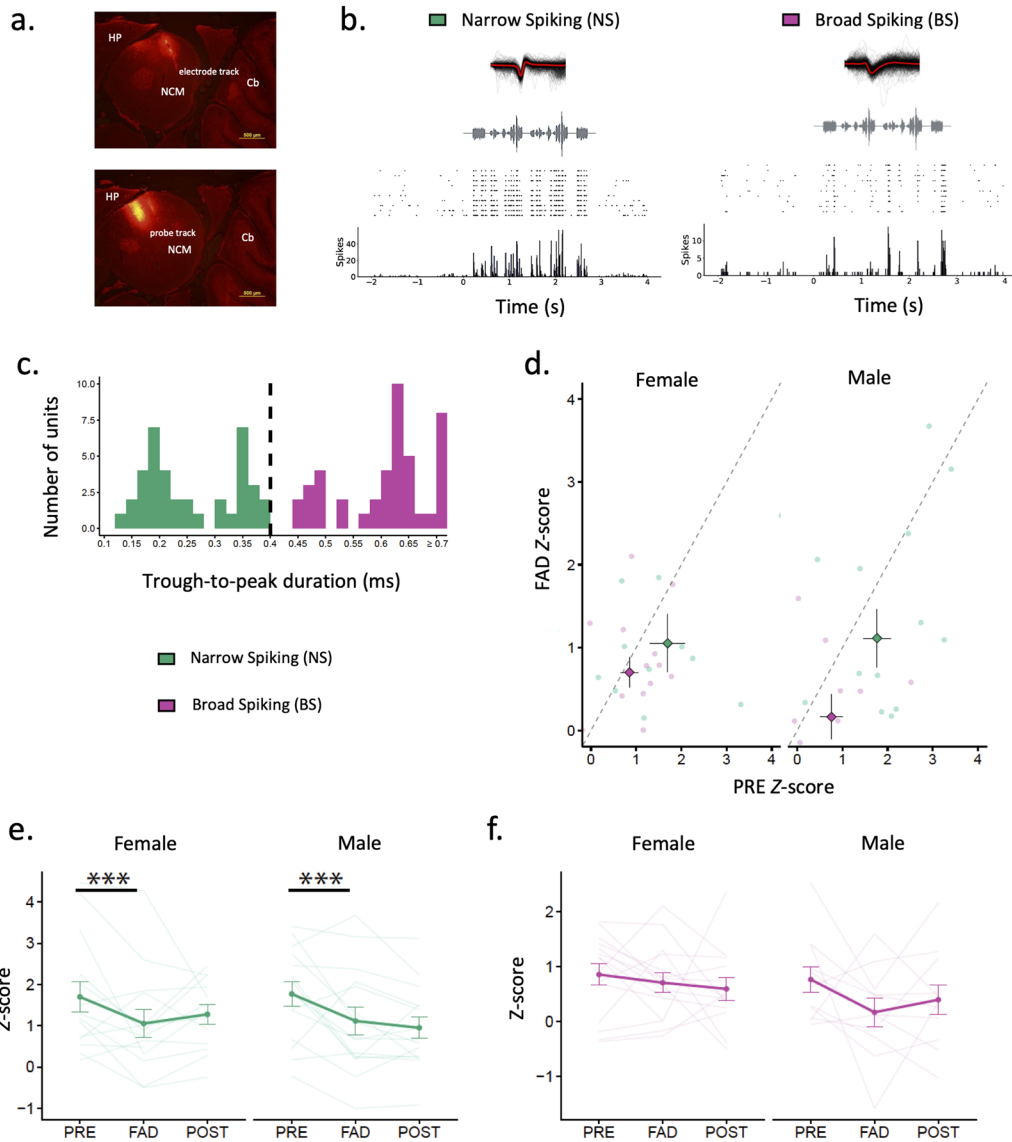 a.
HP
electrode track
NCM
Cb
500 µm
HP
probe track
NCM
Cb
500 µm
b.
Narrow Spiking (NS)
Broad Spiking (BS)
Spikes
40
20
0
−2 −1 0 1 2 3 4
Time (s)
Spikes
10
5
0
−2 −1 0 1 2 3 4
Time (s)
c.
Number of units
10.0
7.5
5.0
2.5
0.0
0.1 0.15 0.2 0.25 0.3 0.35 0.4 0.45 0.5 0.55 0.6 0.65 ≥ 0.7
Trough-to-peak duration (ms)
Narrow Spiking (NS)
Broad Spiking (BS)
d.
Female
Male
FAD Z-score
4
3
2
1
0
0 1 2 3 4
0 1 2 3 4
PRE Z-score
e.
Female
Male
*** ***
Z-score
4
3
2
1
0
−1
PRE FAD POST
PRE FAD POST
f.
Female
Male
Z-score
2
1
0
−1
PRE FAD POST
PRE FAD POST